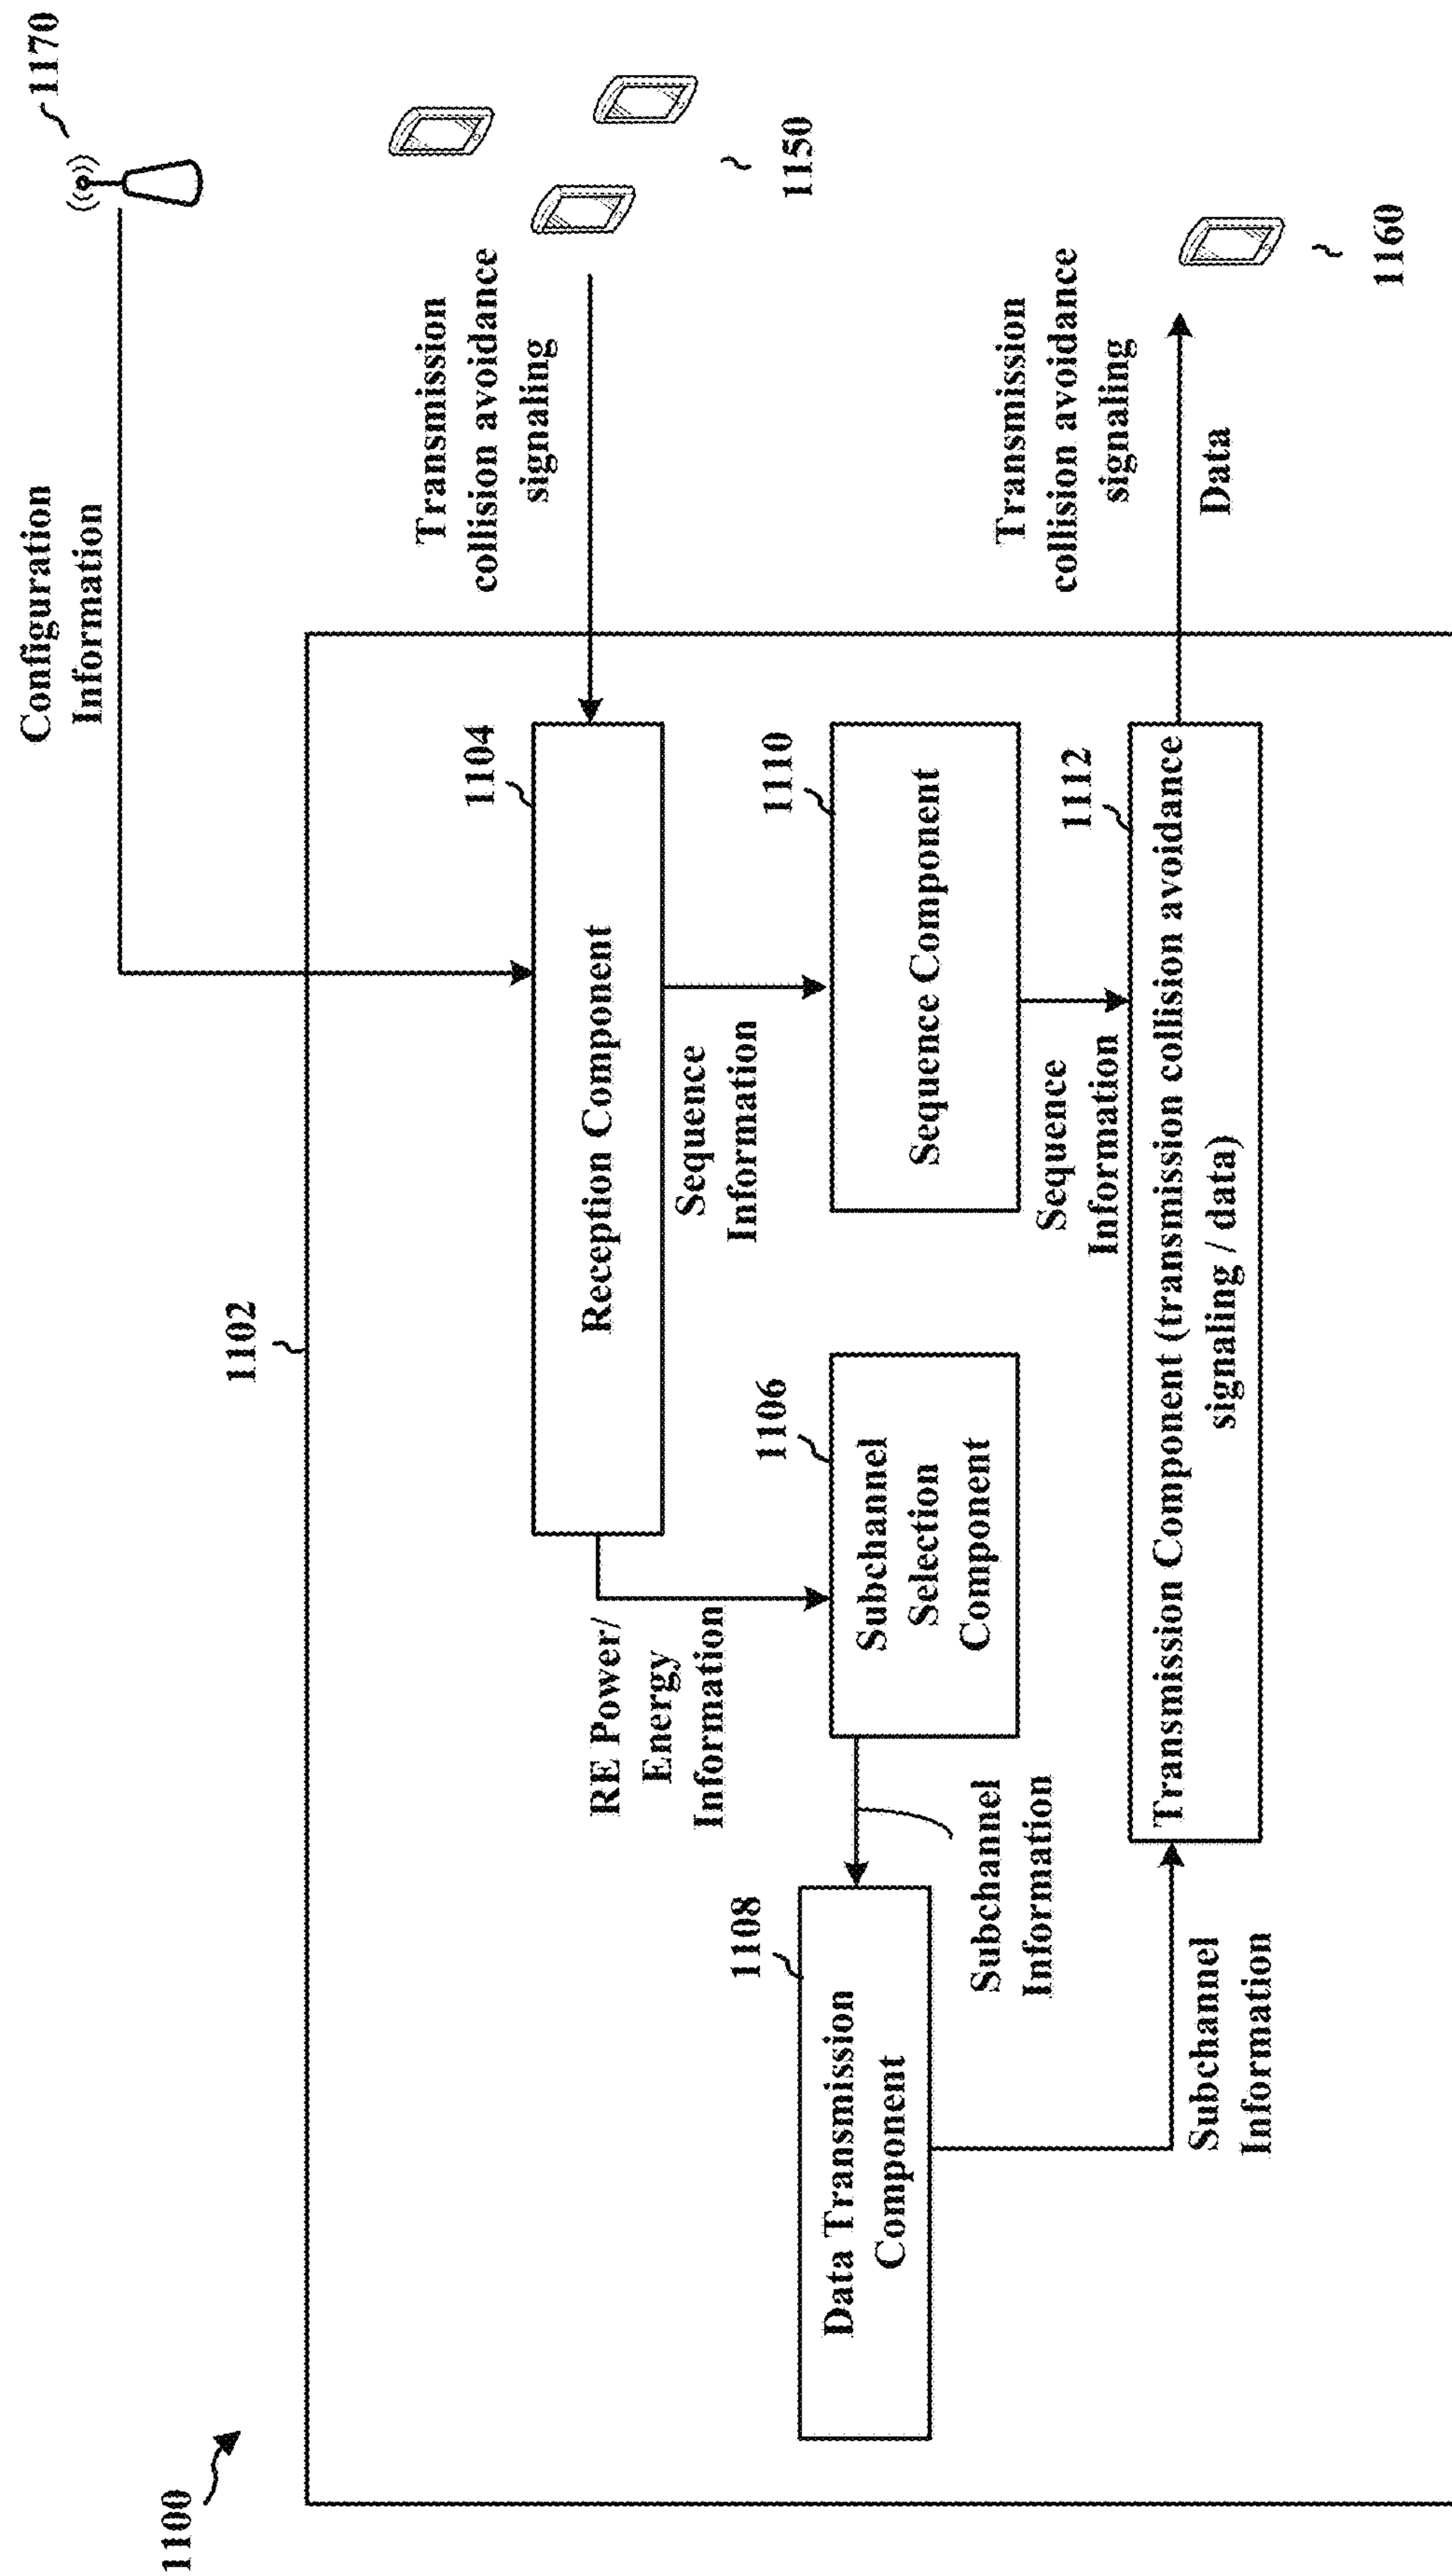 1100
1102
Configuration
Information
1170
1104
Reception Component
Transmission
collision avoidance
signaling
1150
RE Power/
Energy
Information
Sequence
Information
1108
Data Transmission
Component
1106
Subchannel
Selection
Component
1110
Sequence Component
Subchannel
Information
Sequence
Information
1112
Transmission Component (transmission collision avoidance
signaling / data)
Subchannel
Information
Transmission
collision avoidance
signaling
Data
1160